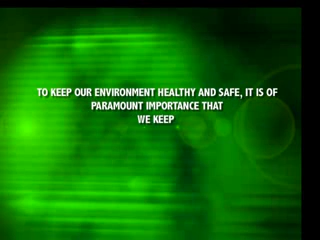 TO KEEP OUR ENVIRONMENT HEALTHY AND SAFE, IT IS OF
PARAMOUNT IMPORTANCE THAT
WE KEEP